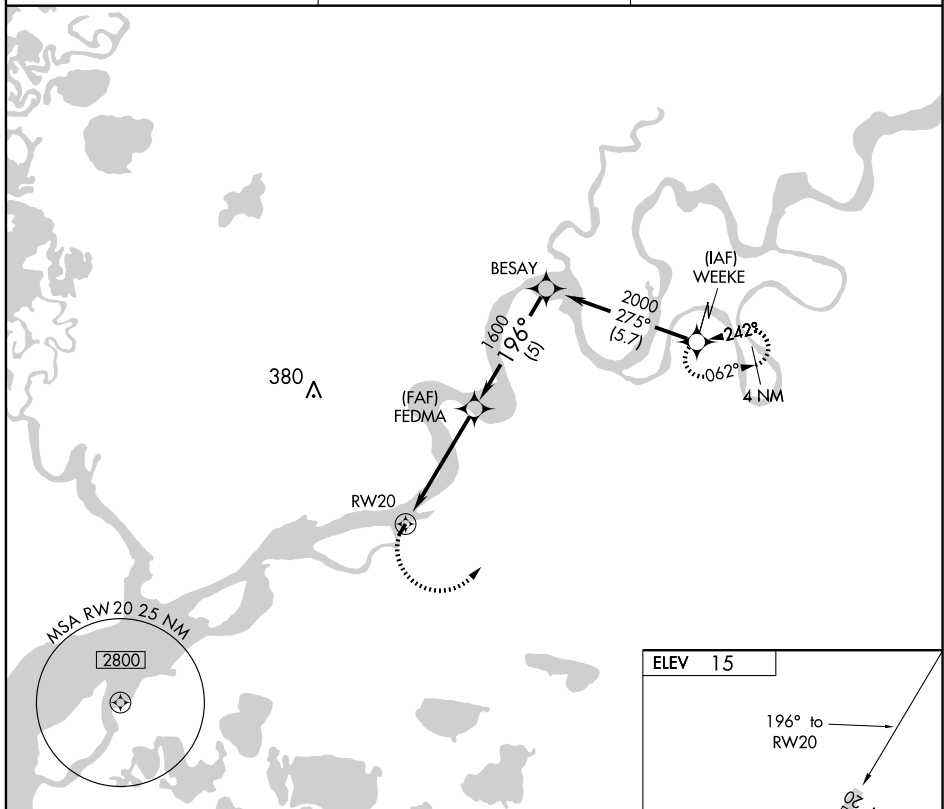 (IAF)
WEEKE
BESAY
2000
275°
(5.7)
242°
062°
4 NM
1600
196°
(5)
380
(FAF)
FEDMA
RW20
MSA RW20 25 NM
2800
ELEV 15
196° to
RW20
20